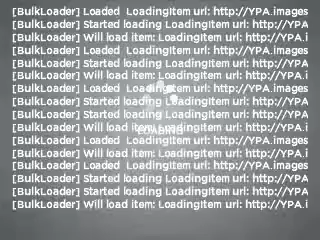 [BulkLoader] Loaded LoadingItem url: http://YPA.images
[BulkLoader] Started loading LoadingItem url: http://YPA
[BulkLoader] Will load item: LoadingItem url: http://YPA.i
[BulkLoader] Loaded LoadingItem url: http://YPA.images
[BulkLoader] Started loading LoadingItem url: http://YPA
[BulkLoader] Will load item: LoadingItem url: http://YPA.i
[BulkLoader] Loaded LoadingItem url: http://YPA.images
[BulkLoader] Started loading LoadingItem url: http://YPA
[BulkLoader] Loaded LoadingItem url: http://YPA.images
[BulkLoader] Will load item: LoadingItem url: http://YPA.i
LOADING
[BulkLoader] Loaded LoadingItem url: http://YPA.images
[BulkLoader] Started loading LoadingItem url: http://YPA
[BulkLoader] Will load item: LoadingItem url: http://YPA.i
[BulkLoader] Loaded LoadingItem url: http://YPA.images
[BulkLoader] Started loading LoadingItem url: http://YPA
[BulkLoader] Will load item: LoadingItem url: http://YPA.i